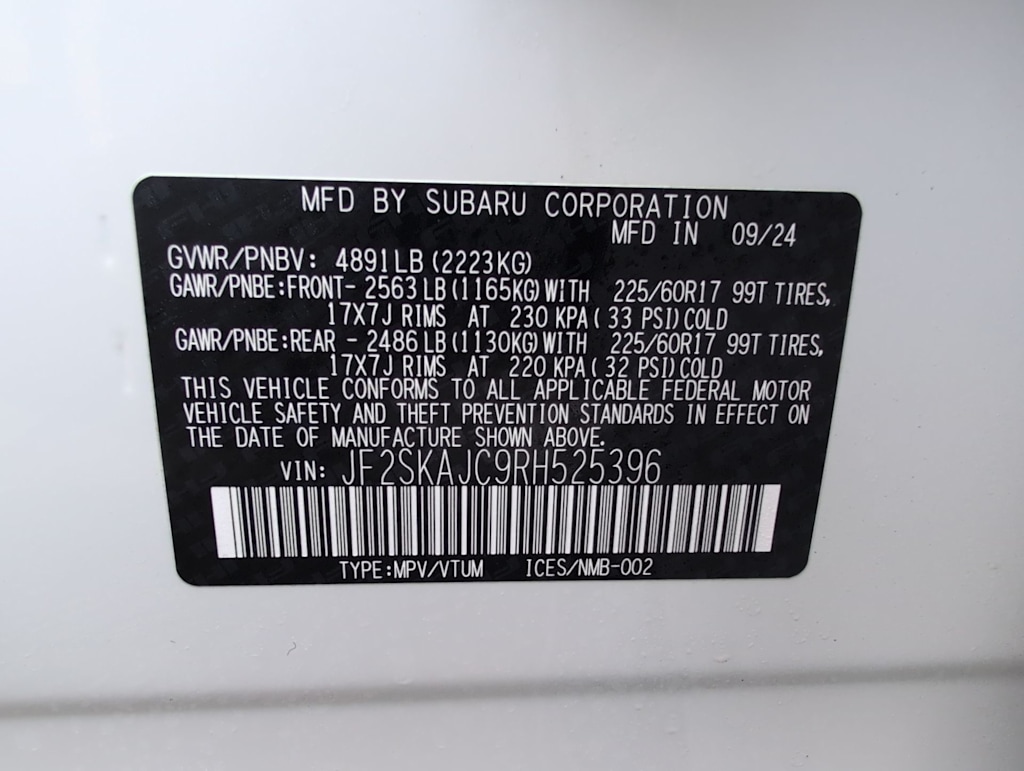 MFD BY SUBARU CORPORATION
MFD IN 09/24
GVWR/PNBV: 4891LB (2223KG)
GAWR/PNBE:FRONT- 2563 LB (1165KG) WITH 225/60R17 99T TIRES,
17X7J RIMS AT 230 KPA ( 33 PSI) COLD
GAWR/PNBE:REAR - 2486 LB (1130KG) WITH 225/60R17 99T TIRES,
17X7J RIMS AT 220 KPA ( 32 PSI) COLD
THIS VEHICLE CONFORMS TO ALL APPLICABLE FEDERAL MOTOR
VEHICLE SAFETY AND THEFT PREVENTION STANDARDS IN EFFECT ON
THE DATE OF MANUFACTURE SHOWN ABOVE.
VIN: JF2SKAJC9RH525396
TYPE:MPV/VTUM ICES/NMB-002